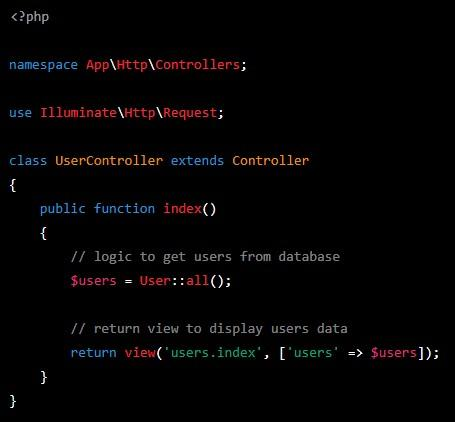 <?php
namespace App\Http\Controllers;
use Illuminate\Http\Request;
class UserController extends Controller
{
public function index()
{
// logic to get users from database
$users = User::all();
// return view to display users data
return view('users.index', ['users' => $users]);
}
}